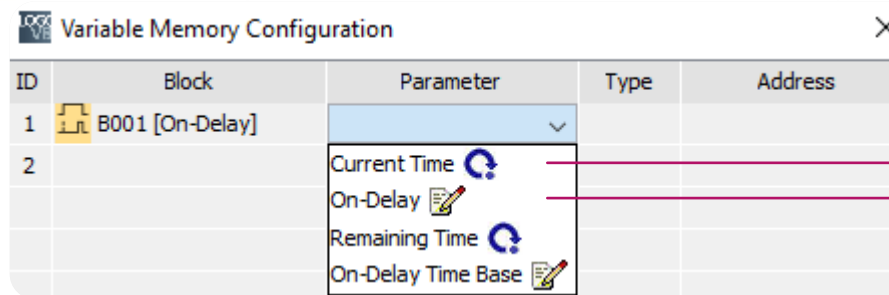 Variable Memory Configuration
ID Block Parameter Type Address
1 B001 [On-Delay]
2
Current Time
On-Delay
Remaining Time
On-Delay Time Base